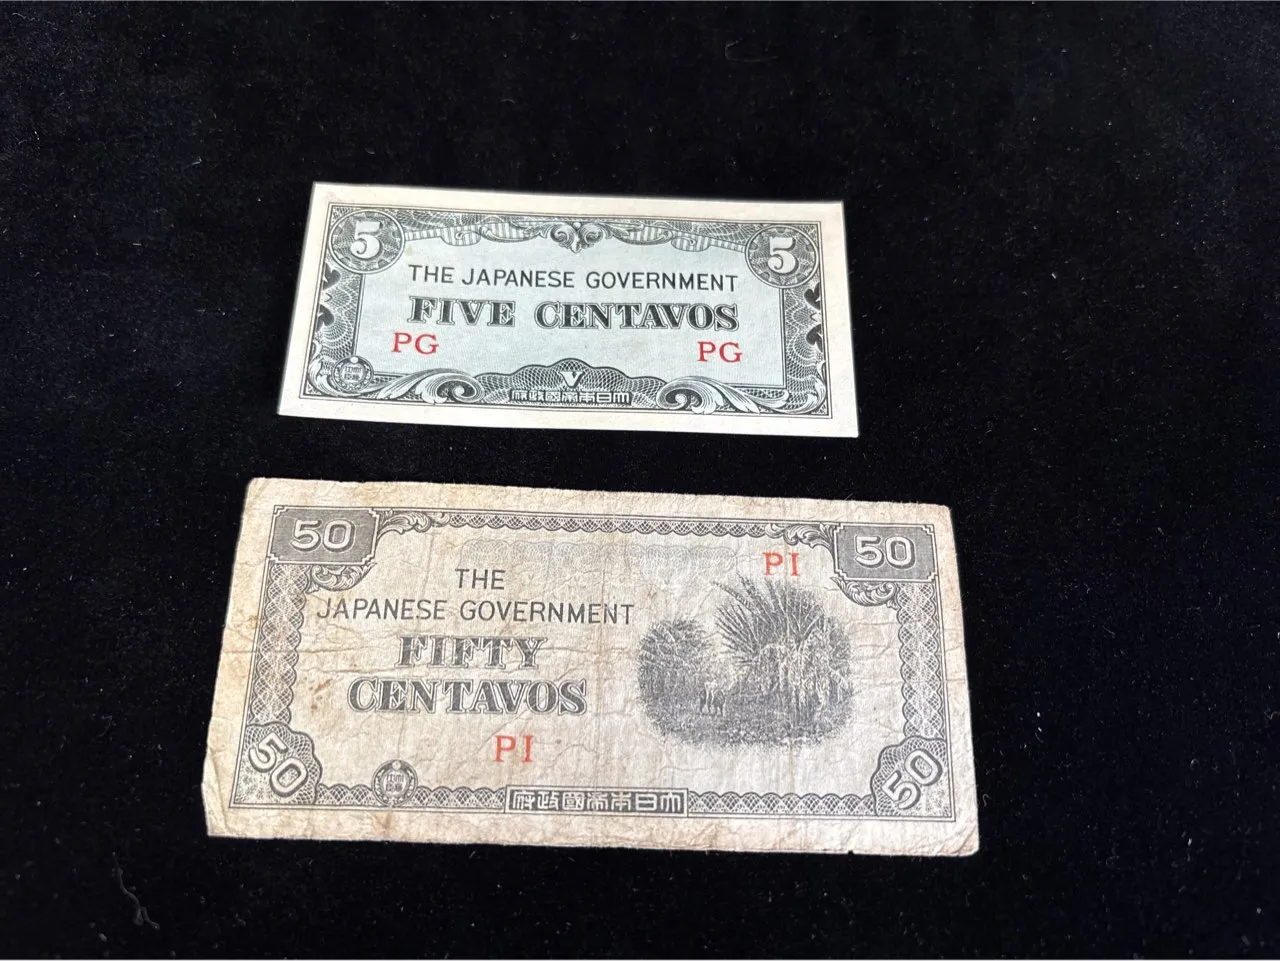 5 5
THE JAPANESE GOVERNMENT
FIVE CENTAVOS
PG PG
V
府政國帝本日大
50 50
PI
THE
JAPANESE GOVERNMENT
FIFTY
CENTAVOS
PI
50 50
府政國帝本日大